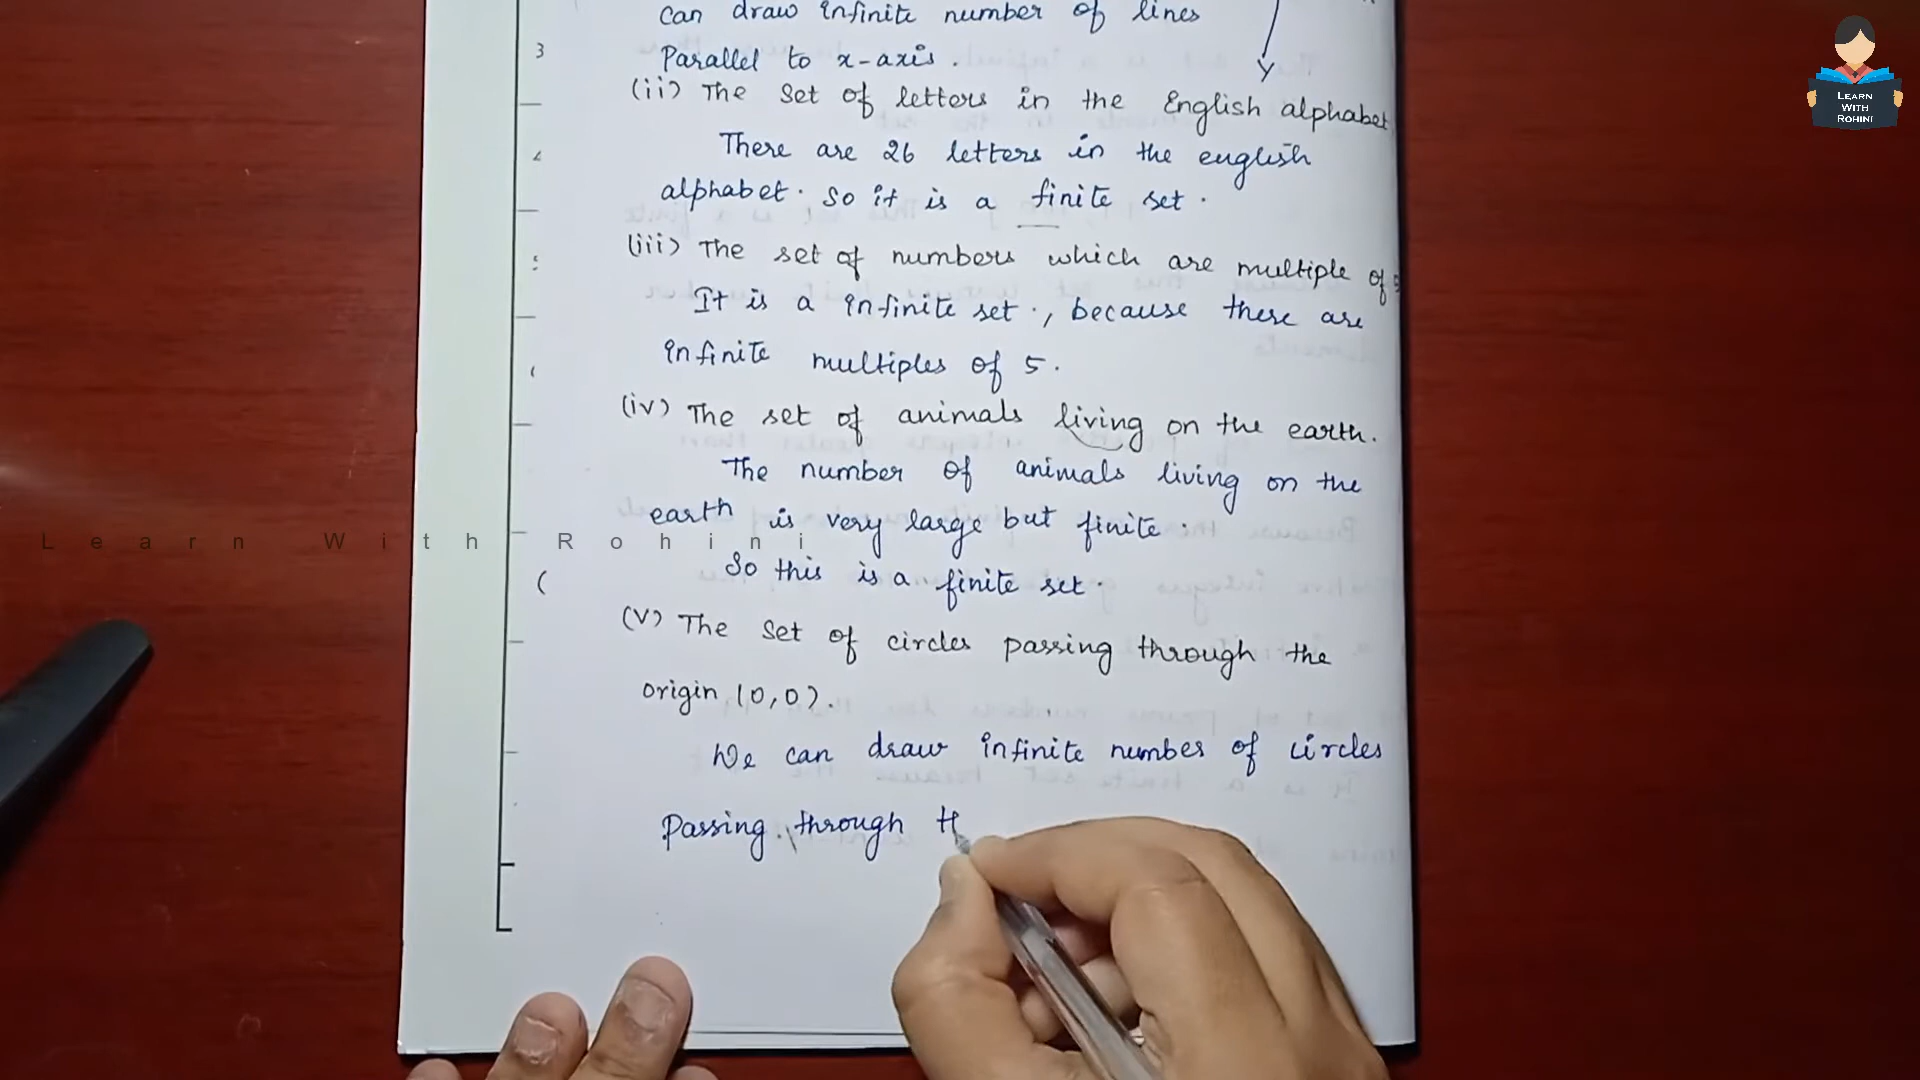 can draw infinite number of lines
Parallel to x-axis.
Y
(ii) The set of letters in the English alphabet
There are 26 letters in the english
alphabet. So it is a finite set.
(iii) The set of numbers which are multiple of 5
It is a infinite set., because there are
infinite multiples of 5.
(iv) The set of animals living on the earth.
The number of animals living on the
earth is very large but finite.
So this is a finite set.
(v) The set of circles passing through the
origin (0,0).
We can draw infinite number of circles
Passing through th
3
LEARN
WITH
ROHINI
Learn With Rohini